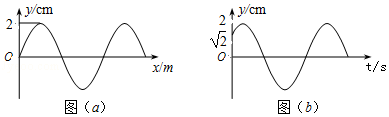 y/cm
2
O
x/m
图（a）
y/cm
2
√2
O
t/s
图（b）